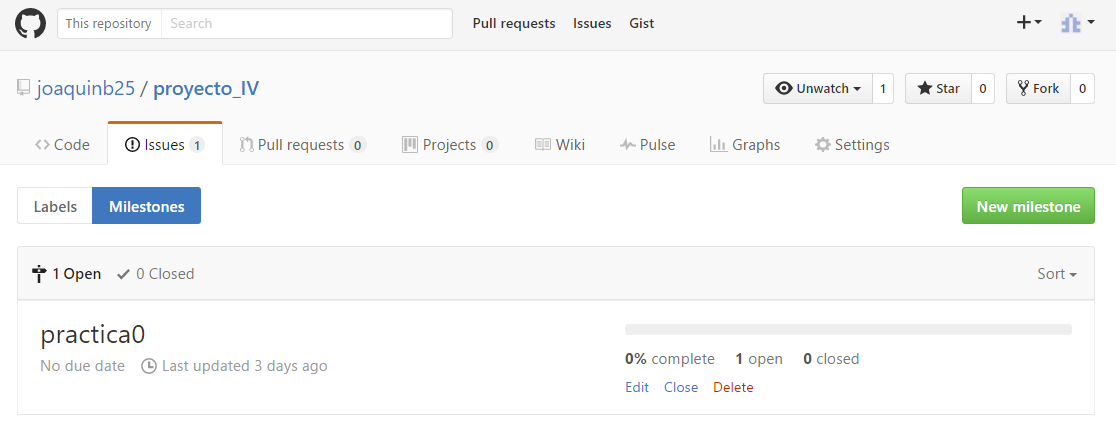 This repository Search Pull requests Issues Gist
joaquinb25 / proyecto_IV Unwatch 1 Star 0 Fork 0
Code Issues 1 Pull requests 0 Projects 0 Wiki Pulse Graphs Settings
Labels Milestones New milestone
1 Open 0 Closed Sort
practica0
No due date Last updated 3 days ago
0% complete 1 open 0 closed
Edit Close Delete